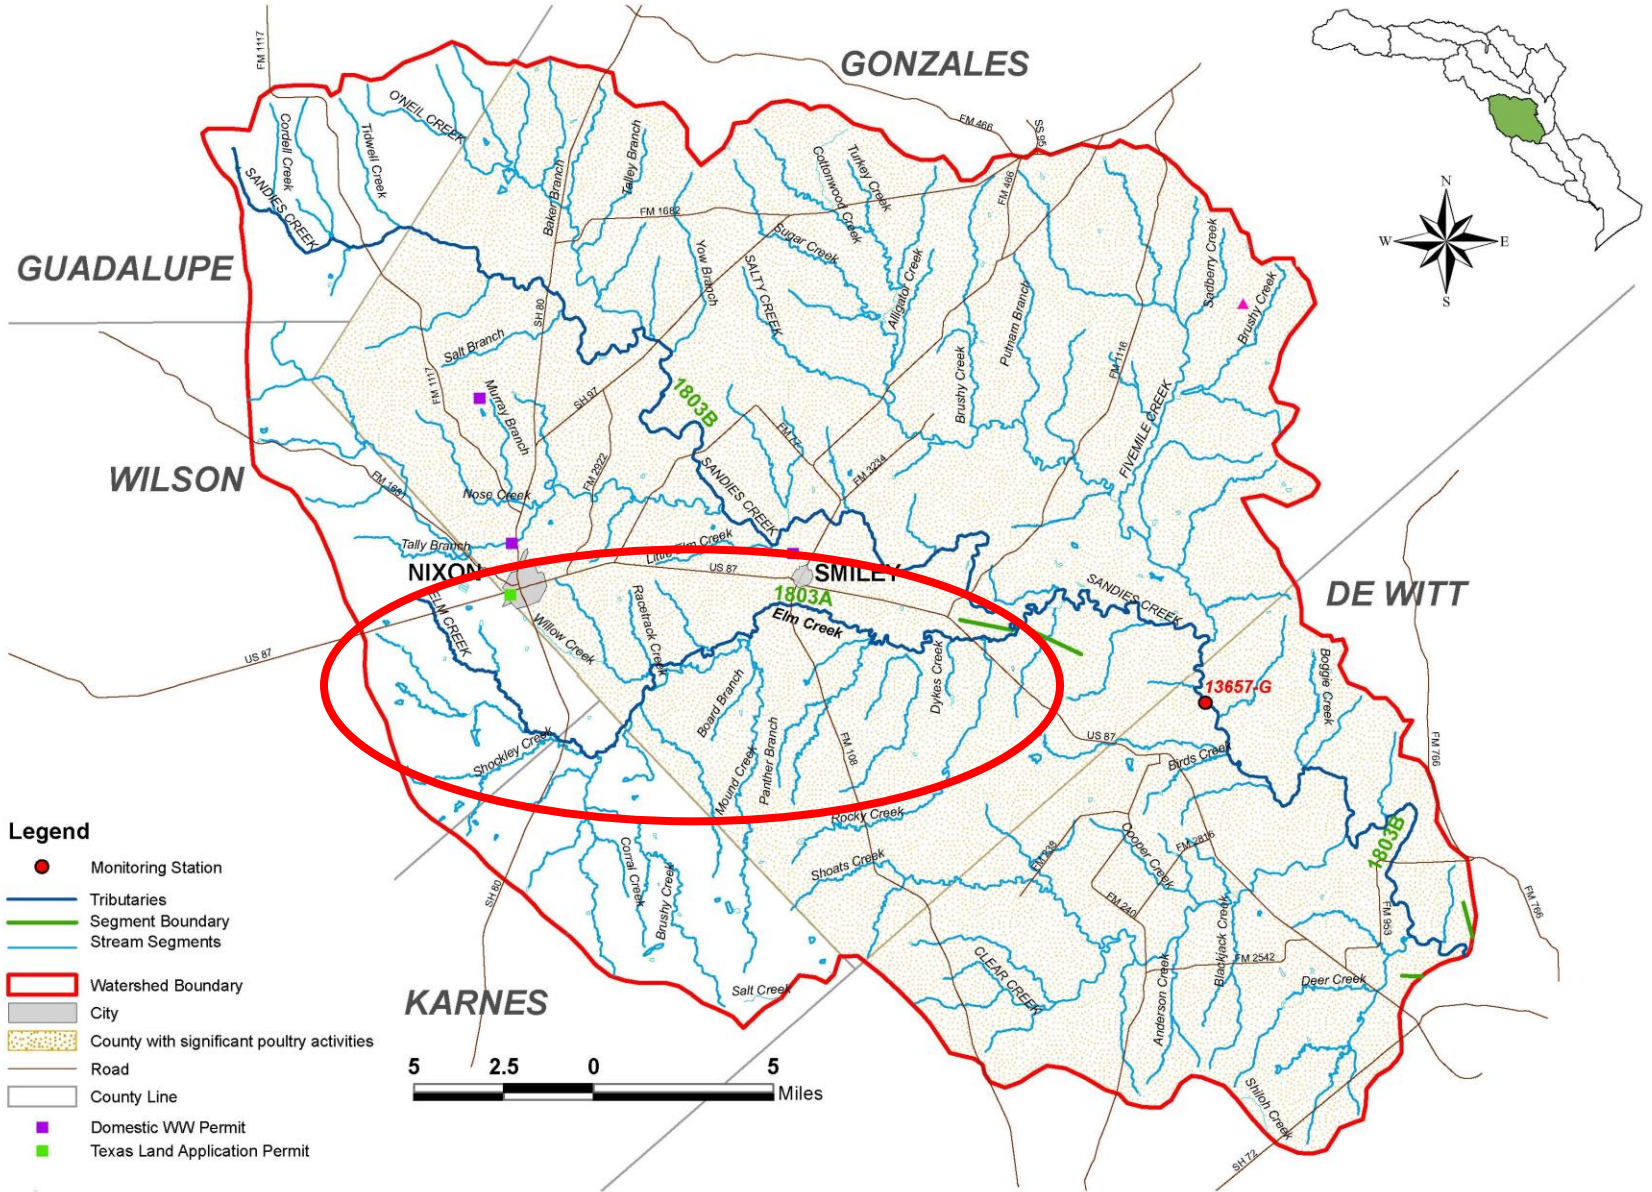 FM 1117
GONZALES
O'NEIL CREEK
Cordell Creek
Tidwell Creek
SANDIES CREEK
Baker Branch
Talley Branch
FM 466
SS 95
Cottonwood Creek
Turkey Creek
FM 466
FM 1682
Sugar Creek
Yow Branch
SALTY CREEK
Alligator Creek
Sadberry Creek
Brushy Creek
N
W
E
S
GUADALUPE
SH 80
Salt Branch
Putnam Branch
Brushy Creek
FM 1116
FM 1117
Murray Branch
SH 97
1803B
FIVEMILE CREEK
WILSON
FM 2922
SANDIES CREEK
FM 3234
Nose Creek
Tally Branch
Little Elm Creek
NIXON
US 87
SMILEY
1803A
Elm Creek
SANDIES CREEK
DE WITT
ELM CREEK
Willow Creek
Racetrack Creek
US 87
Dykes Creek
Board Branch
13657-G
Boggie Creek
Shockley Creek
Mound Creek
Panther Branch
FM 108
US 87
Birds Creek
FM 766
Rocky Creek
Shoats Creek
Cooper Creek
FM 2816
1803B
Corral Creek
Brushy Creek
SH 80
FM 240
FM 766
FM 953
Blackjack Creek
CLEAR CREEK
Anderson Creek
FM 2542
Deer Creek
Salt Creek
KARNES
Shiloh Creek
SH 72
Legend
Monitoring Station
Tributaries
Segment Boundary
Stream Segments
Watershed Boundary
City
County with significant poultry activities
Road
County Line
Domestic WW Permit
Texas Land Application Permit
5 2.5 0 5
Miles